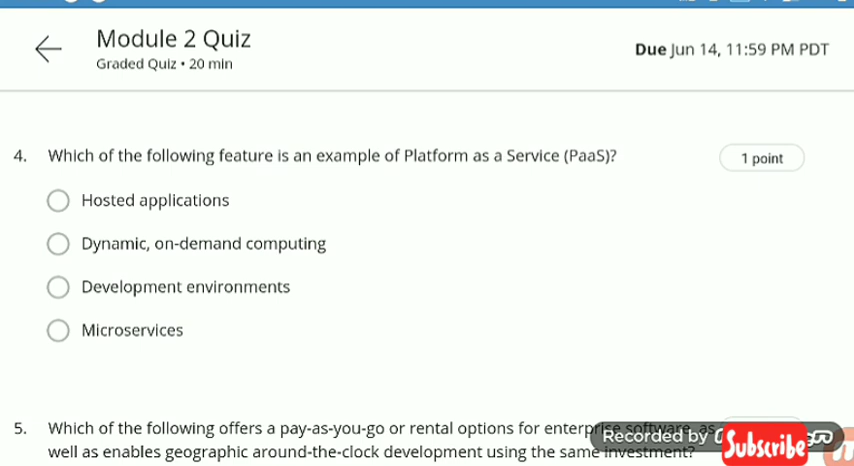 Module 2 Quiz
Graded Quiz • 20 min
Due Jun 14, 11:59 PM PDT
4. Which of the following feature is an example of Platform as a Service (PaaS)?
1 point
Hosted applications
Dynamic, on-demand computing
Development environments
Microservices
5. Which of the following offers a pay-as-you-go or rental options for enterprise software, as
well as enables geographic around-the-clock development using the same investment?
Recorded by
Subscribe